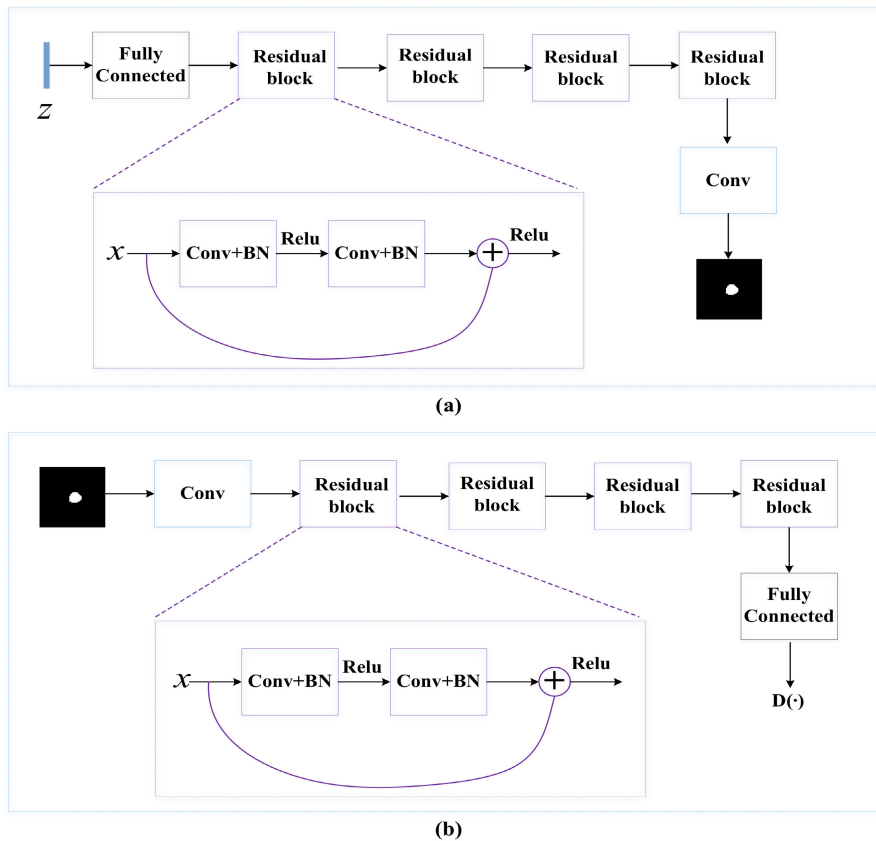 z
Fully
Connected
Residual
block
Residual
block
Residual
block
Residual
block
Conv
x
Conv+BN
Relu
Conv+BN
+
Relu
(a)
Conv
Residual
block
Residual
block
Residual
block
Residual
block
Fully
Connected
D(·)
x
Conv+BN
Relu
Conv+BN
+
Relu
(b)